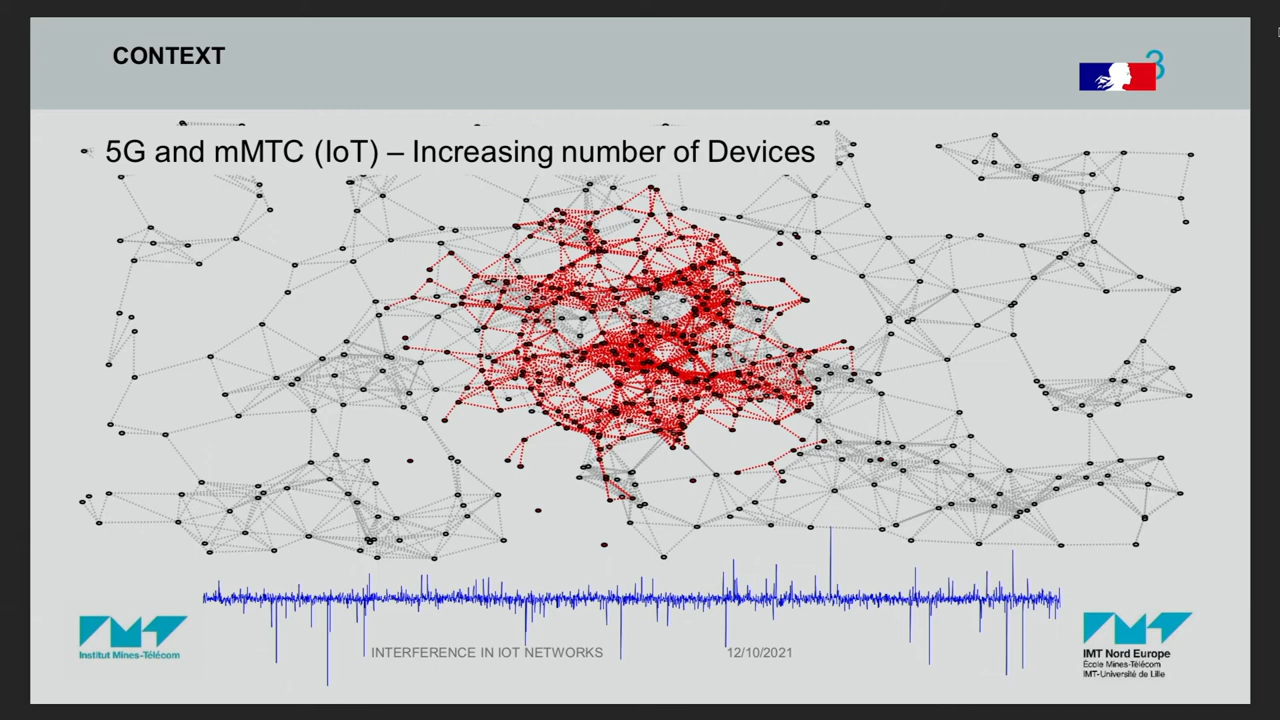 CONTEXT
3
5G and mMTC (IoT) – Increasing number of Devices
Institut Mines-Télécom
INTERFERENCE IN IOT NETWORKS
12/10/2021
IMT Nord Europe
École Mines-Télécom
IMT-Université de Lille